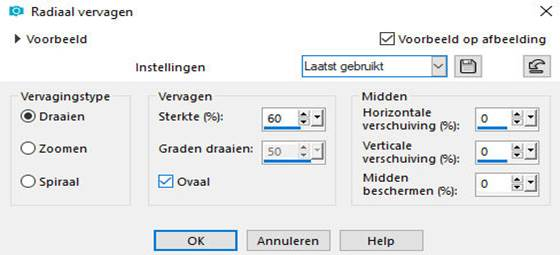 Radiaal vervagen
Voorbeeld
Voorbeeld op afbeelding
Instellingen
Laatst gebruikt
Vervagingstype
Draaien
Zoomen
Spiraal
Vervagen
Sterkte (%): 60
Graden draaien: 50
Ovaal
Midden
Horizontale
verschuiving (%): 0
Verticale
verschuiving (%): 0
Midden
beschermen (%): 0
OK
Annuleren
Help